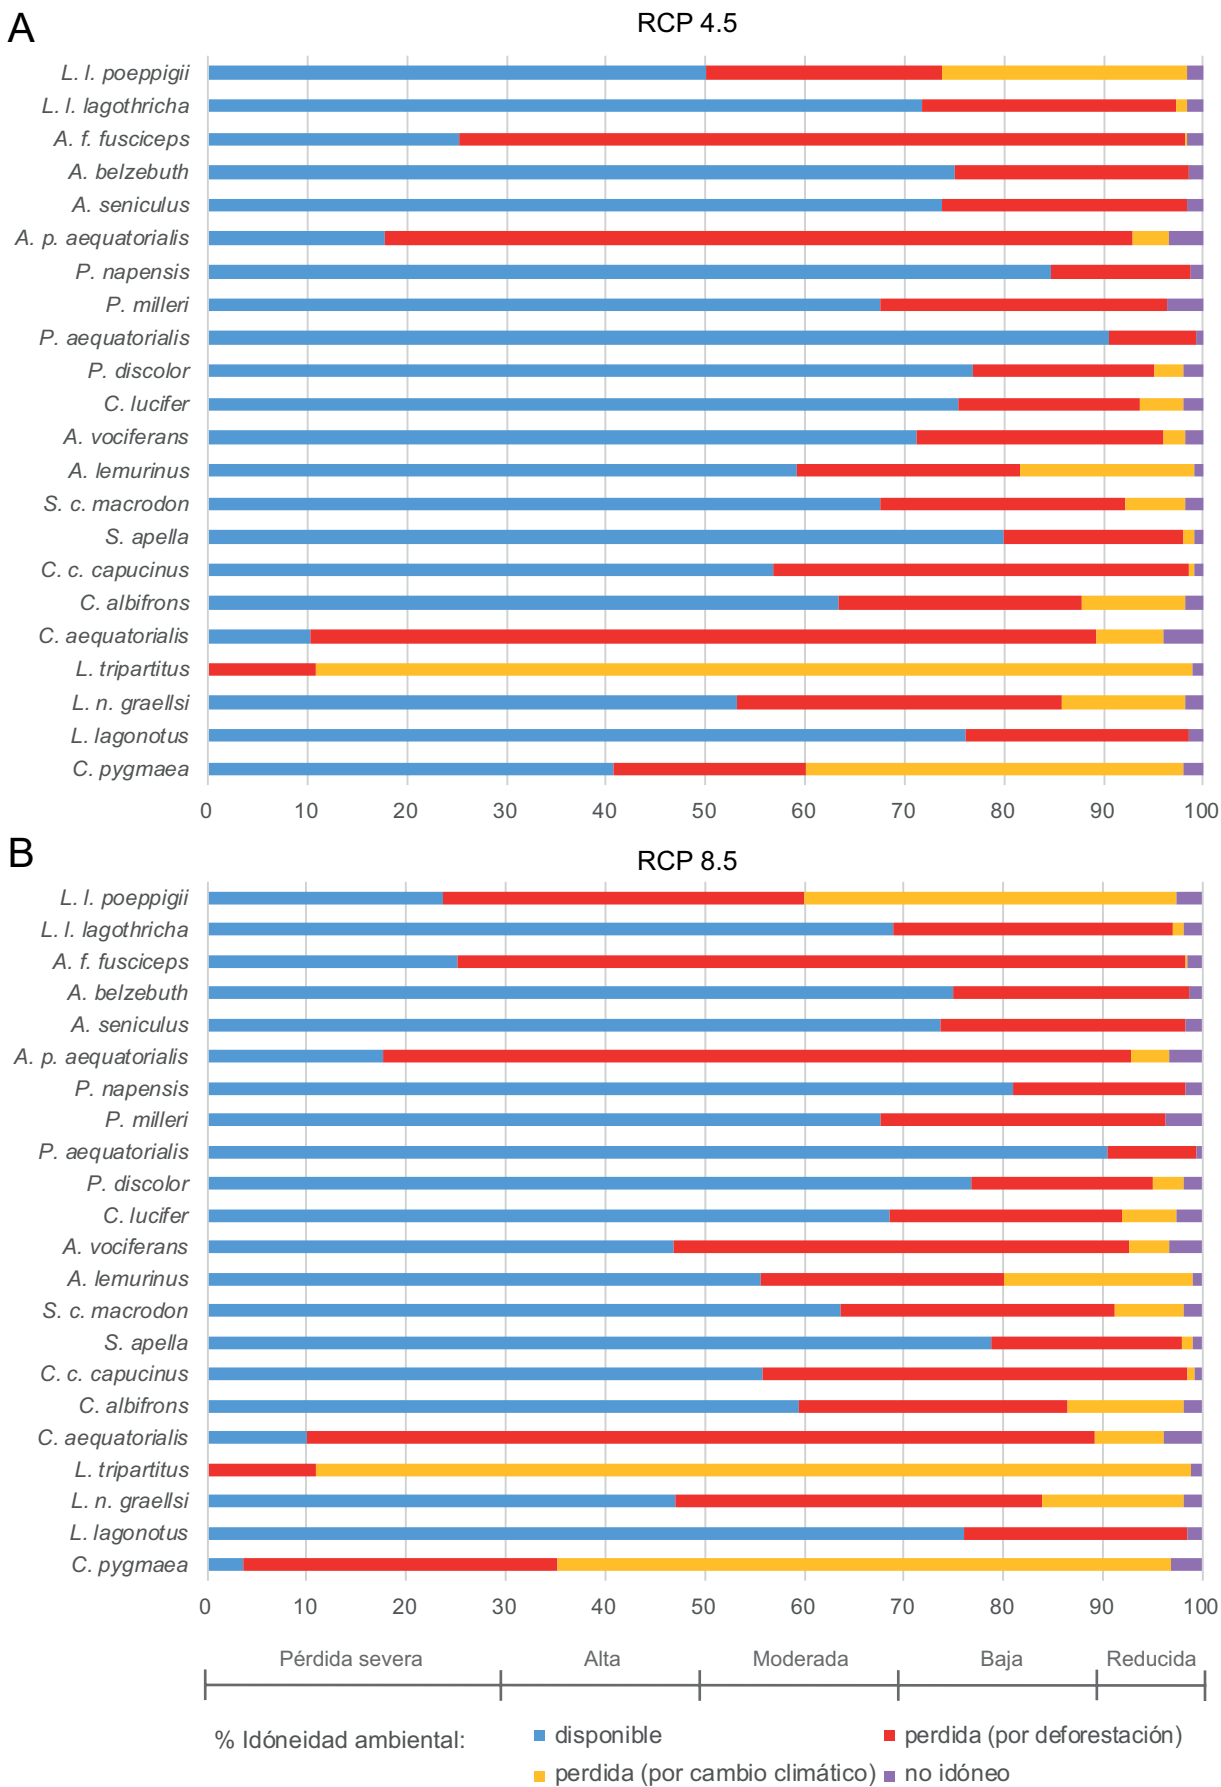 A
RCP 4.5
L. l. poeppigii
L. l. lagothricha
A. f. fusciceps
A. belzebuth
A. seniculus
A. p. aequatorialis
P. napensis
P. milleri
P. aequatorialis
P. discolor
C. lucifer
A. vociferans
A. lemurinus
S. c. macrodon
S. apella
C. c. capucinus
C. albifrons
C. aequatorialis
L. tripartitus
L. n. graellsi
L. lagonotus
C. pygmaea
0 10 20 30 40 50 60 70 80 90 100
B
RCP 8.5
L. l. poeppigii
L. l. lagothricha
A. f. fusciceps
A. belzebuth
A. seniculus
A. p. aequatorialis
P. napensis
P. milleri
P. aequatorialis
P. discolor
C. lucifer
A. vociferans
A. lemurinus
S. c. macrodon
S. apella
C. c. capucinus
C. albifrons
C. aequatorialis
L. tripartitus
L. n. graellsi
L. lagonotus
C. pygmaea
0 10 20 30 40 50 60 70 80 90 100
Pérdida severa Alta Moderada Baja Reducida
% Idóneidad ambiental: disponible perdida (por deforestación)
perdida (por cambio climático) no idóneo